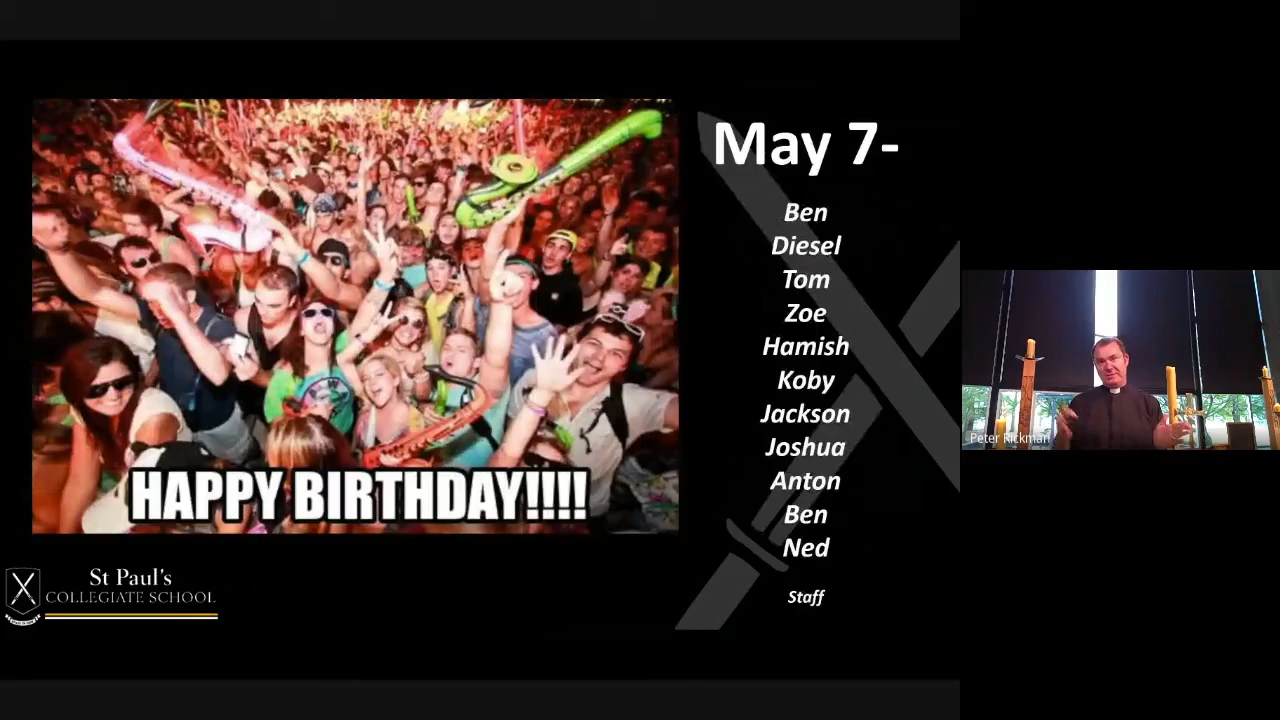 May 7-
Ben
Diesel
Tom
Zoe
Hamish
Koby
Jackson
Joshua
Anton
Ben
Ned
Staff
HAPPY BIRTHDAY!!!!
St Paul's
COLLEGIATE SCHOOL
Peter Rickman